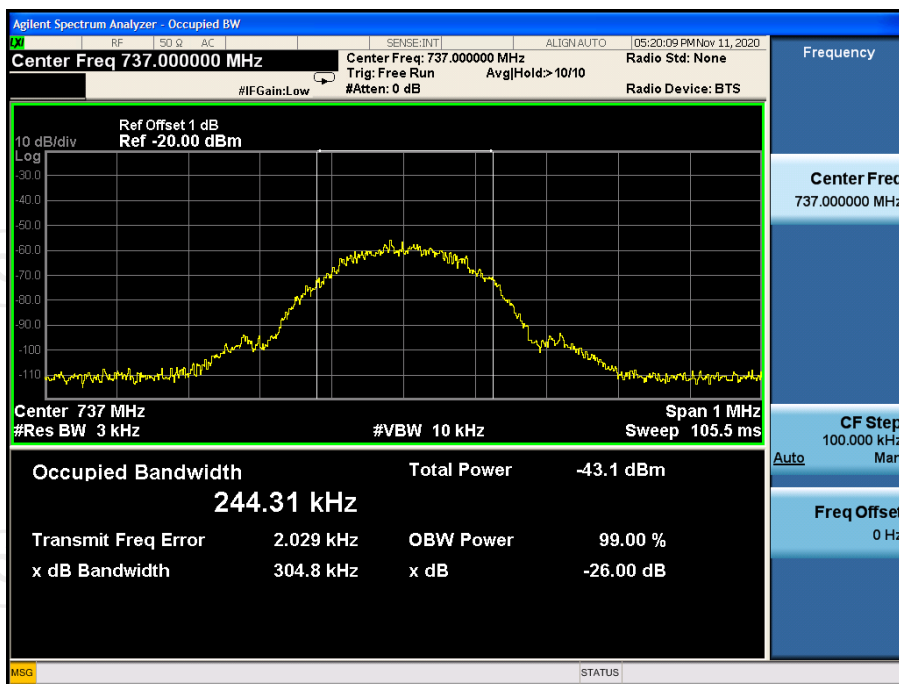 Agilent Spectrum Analyzer - Occupied BW
LXI RF 50 Ω AC SENSE:INT ALIGN AUTO 05:20:09 PM Nov 11, 2020
Center Freq 737.000000 MHz
Center Freq: 737.000000 MHz
Radio Std: None
Trig: Free Run Avg|Hold:> 10/10
#IFGain:Low #Atten: 0 dB Radio Device: BTS
Ref Offset 1 dB
10 dB/div Ref -20.00 dBm
Log
-30.0
-40.0
-50.0
-60.0
-70.0
-80.0
-90.0
-100
-110
Center 737 MHz Span 1 MHz
#Res BW 3 kHz #VBW 10 kHz Sweep 105.5 ms
Occupied Bandwidth Total Power -43.1 dBm
244.31 kHz
Transmit Freq Error 2.029 kHz OBW Power 99.00 %
x dB Bandwidth 304.8 kHz x dB -26.00 dB
MSG STATUS
Frequency
Center Freq
737.000000 MHz
CF Step
100.000 kHz
Auto Man
Freq Offset
0 Hz